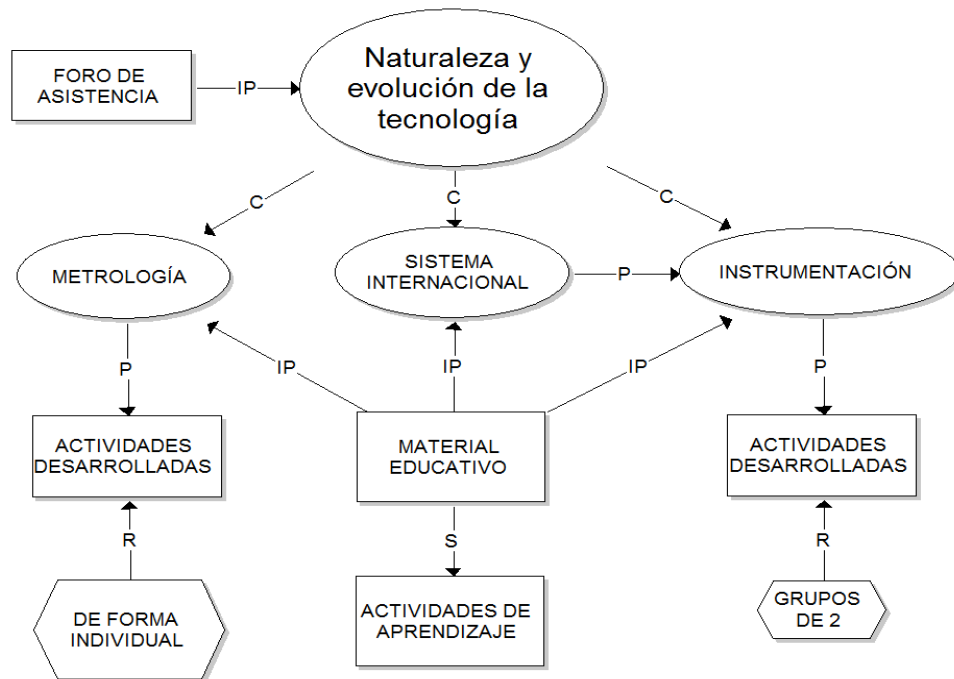 Naturaleza y
evolución de la
tecnología
FORO DE
ASISTENCIA
IP
C
C
C
METROLOGÍA
SISTEMA
INTERNACIONAL
P
INSTRUMENTACIÓN
P
IP
IP
IP
P
ACTIVIDADES
DESARROLLADAS
MATERIAL
EDUCATIVO
ACTIVIDADES
DESARROLLADAS
R
S
R
DE FORMA
INDIVIDUAL
ACTIVIDADES DE
APRENDIZAJE
GRUPOS
DE 2